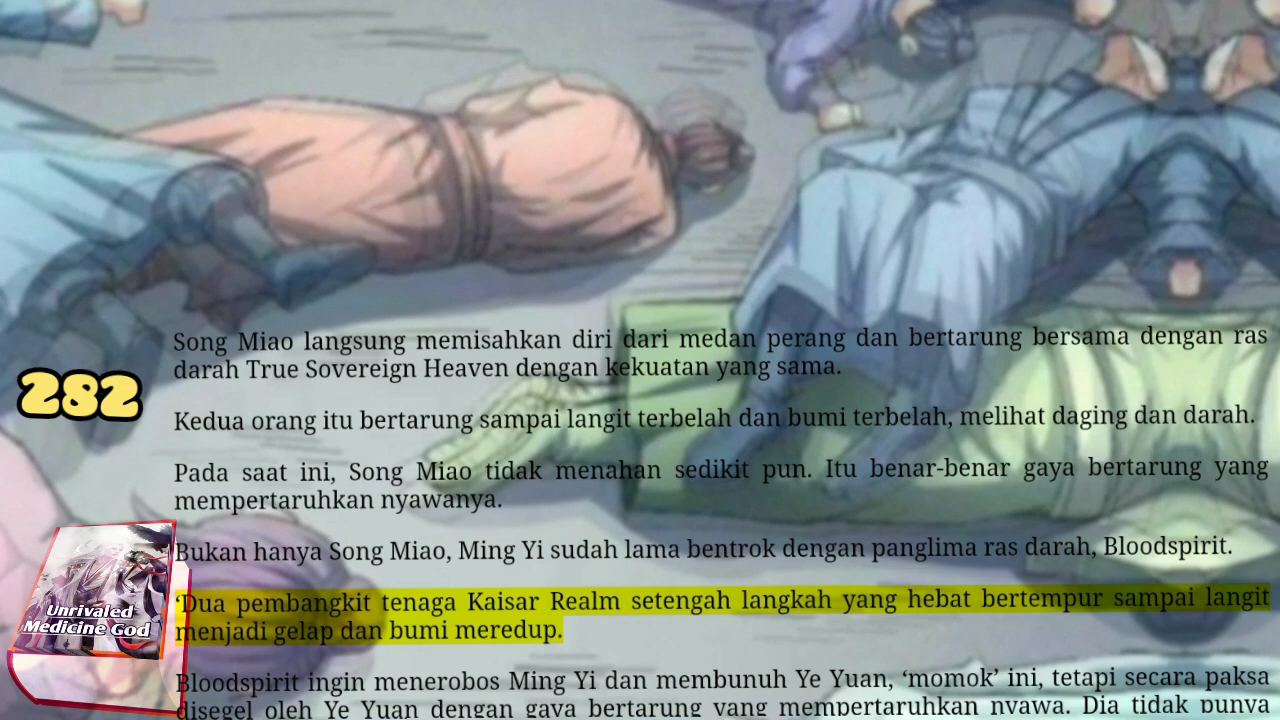 Song Miao langsung memisahkan diri dari medan perang dan bertarung bersama dengan ras
darah True Sovereign Heaven dengan kekuatan yang sama.
Kedua orang itu bertarung sampai langit terbelah dan bumi terbelah, melihat daging dan darah.
282
Pada saat ini, Song Miao tidak menahan sedikit pun. Itu benar-benar gaya bertarung yang
mempertaruhkan nyawanya.
Bukan hanya Song Miao, Ming Yi sudah lama bentrok dengan panglima ras darah, Bloodspirit.
‘Dua pembangkit tenaga Kaisar Realm setengah langkah yang hebat bertempur sampai langit
menjadi gelap dan bumi meredup.
Unrivaled
Medicine God
Bloodspirit ingin menerobos Ming Yi dan membunuh Ye Yuan, ‘momok’ ini, tetapi secara paksa
disegel oleh Ye Yuan dengan gaya bertarung yang mempertaruhkan nyawa. Dia tidak punya